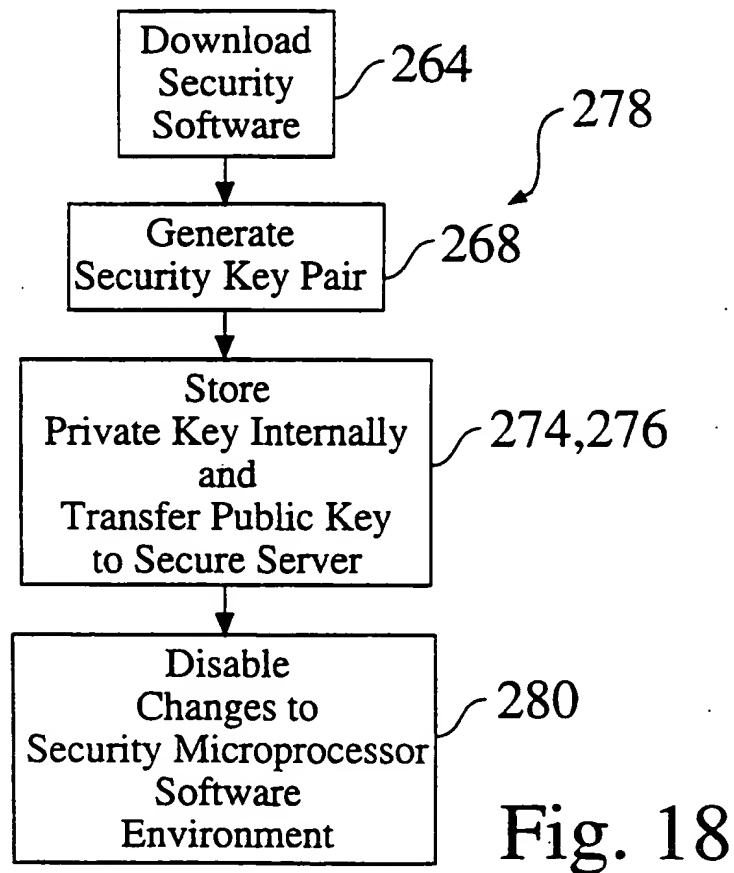 Download
Security
Software
264
278
Generate
Security Key Pair
268
Store
Private Key Internally
and
Transfer Public Key
to Secure Server
274,276
Disable
Changes to
Security Microprocessor
Software
Environment
280
Fig. 18